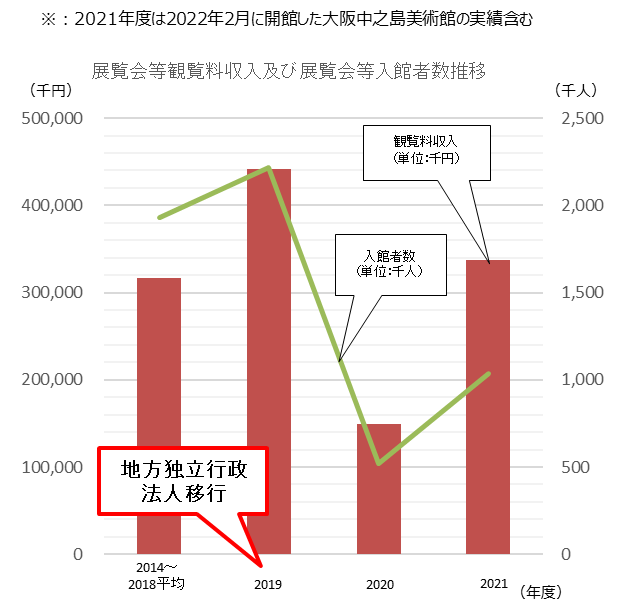 ※：2021年度は2022年2月に開館した大阪中之島美術館の実績含む
展覧会等観覧料収入及び展覧会等入館者数推移
（千円）
（千人）
500,000
2,500
観覧料収入
（単位：千円）
400,000
2,000
入館者数
（単位：千人）
300,000
1,500
200,000
1,000
地方独立行政
法人移行
100,000
500
0
0
2014～
2018平均
2019
2020
2021
（年度）